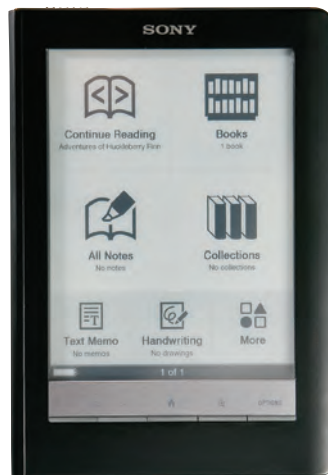 SONY
Continue Reading
Adventures of Huckleberry Finn
Books
1 book
All Notes
No notes
Collections
No collections
Text Memo
No memos
Handwriting
No drawings
More
1 of 1
OPTIONS